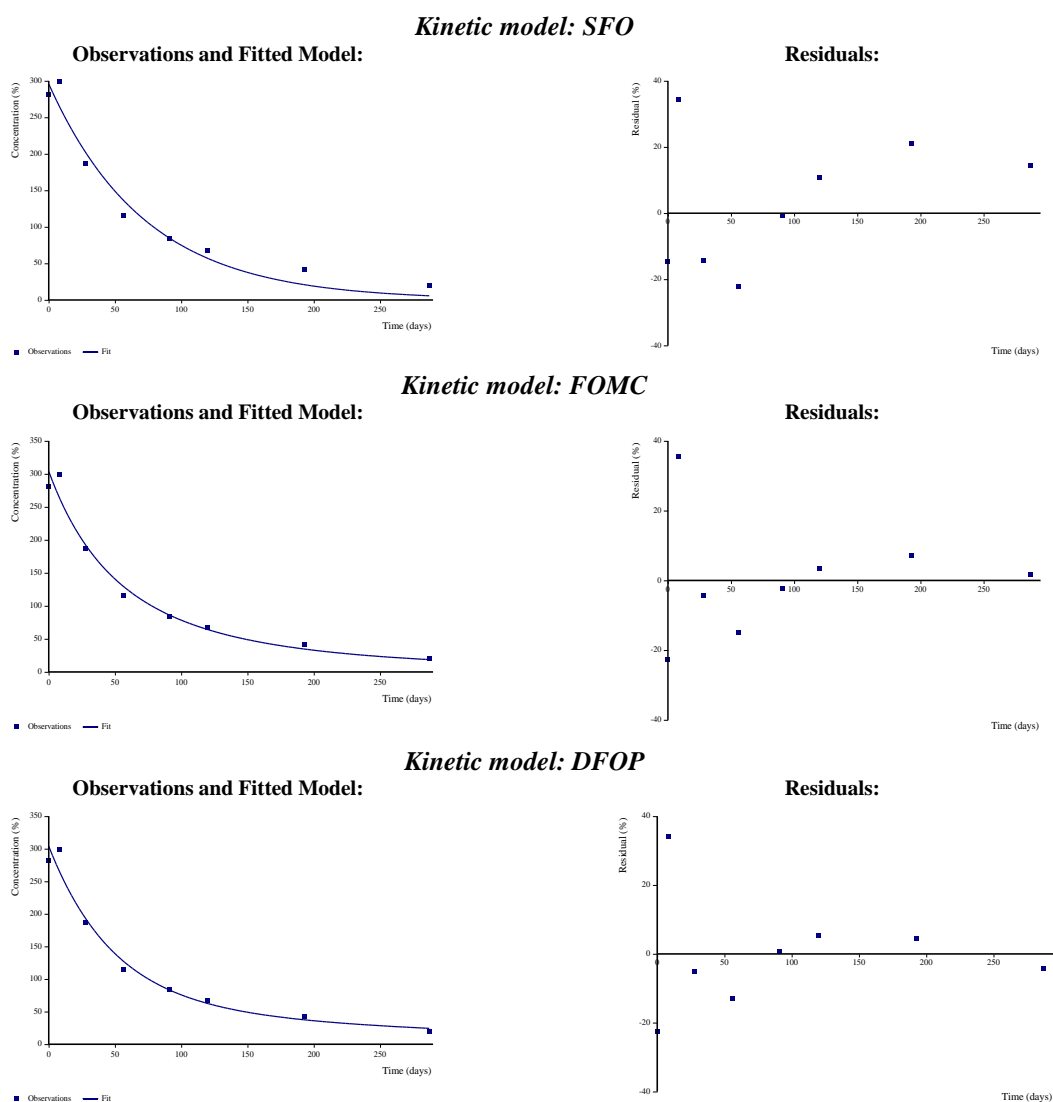 Kinetic model: SFO
Observations and Fitted Model:
Residuals:
Concentration (%)
300
250
200
150
100
50
0
0 50 100 150 200 250
Time (days)
Observations Fit
Residual (%)
40
20
0
-20
-40
0 50 100 150 200 250
Time (days)
Kinetic model: FOMC
Observations and Fitted Model:
Residuals:
Concentration (%)
350
300
250
200
150
100
50
0
0 50 100 150 200 250
Time (days)
Observations Fit
Residual (%)
40
20
0
-20
-40
0 50 100 150 200 250
Time (days)
Kinetic model: DFOP
Observations and Fitted Model:
Residuals:
Concentration (%)
350
300
250
200
150
100
50
0
0 50 100 150 200 250
Time (days)
Observations Fit
Residual (%)
40
20
0
-20
-40
0 50 100 150 200 250
Time (days)